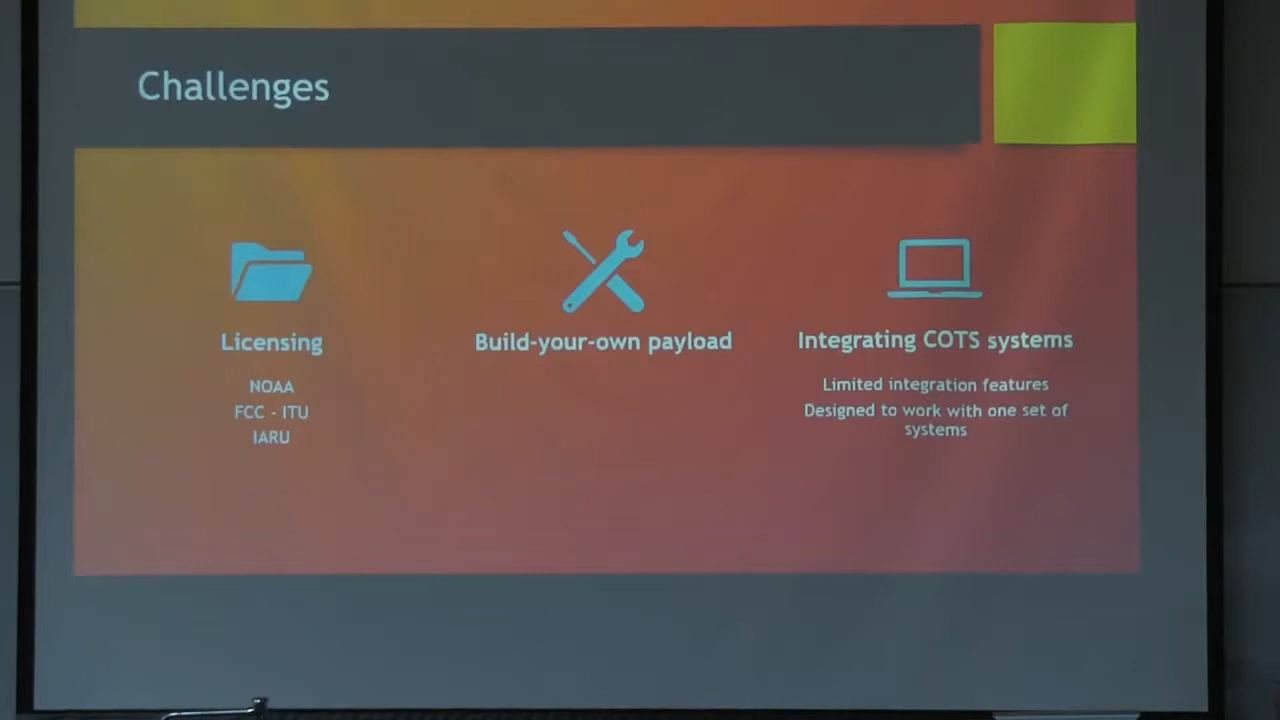 Challenges
Licensing
NOAA
FCC - ITU
IARU
Build-your-own payload
Integrating COTS systems
Limited integration features
Designed to work with one set of
systems